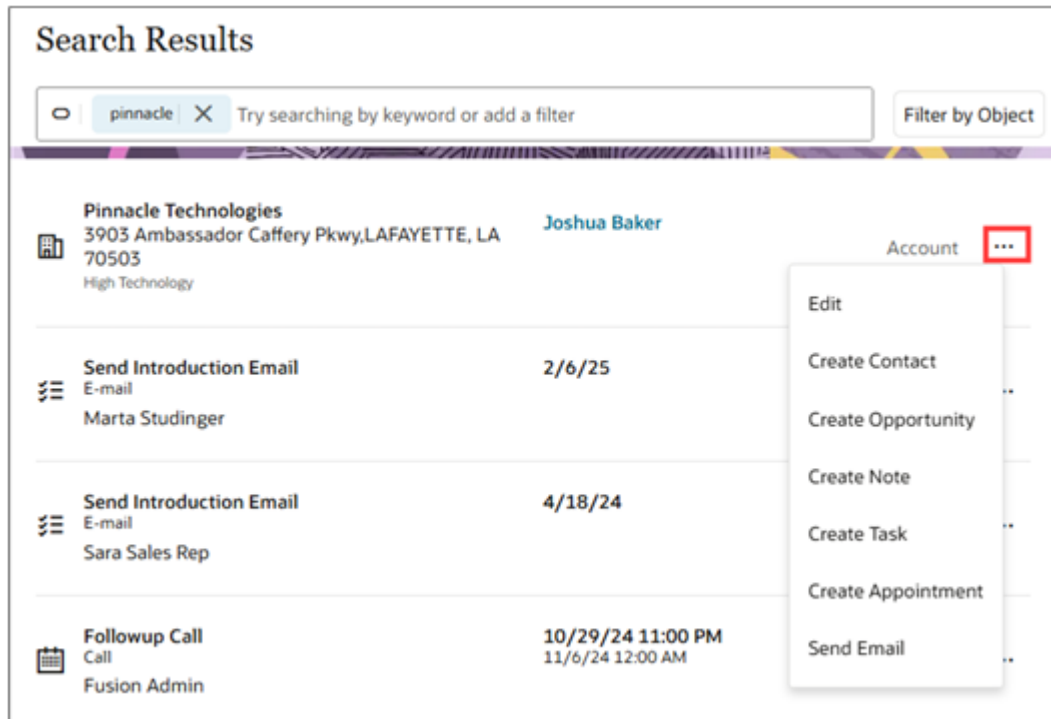 Search Results
pinnacle Try searching by keyword or add a filter
Filter by Object
Pinnacle Technologies
3903 Ambassador Caffery Pkwy,LAFAYETTE, LA
70503
High Technology
Joshua Baker
Account
Edit
Create Contact
Create Opportunity
Create Note
Create Task
Create Appointment
Send Email
Send Introduction Email
E-mail
Marta Studinger
2/6/25
Send Introduction Email
E-mail
Sara Sales Rep
4/18/24
Followup Call
Call
Fusion Admin
10/29/24 11:00 PM
11/6/24 12:00 AM